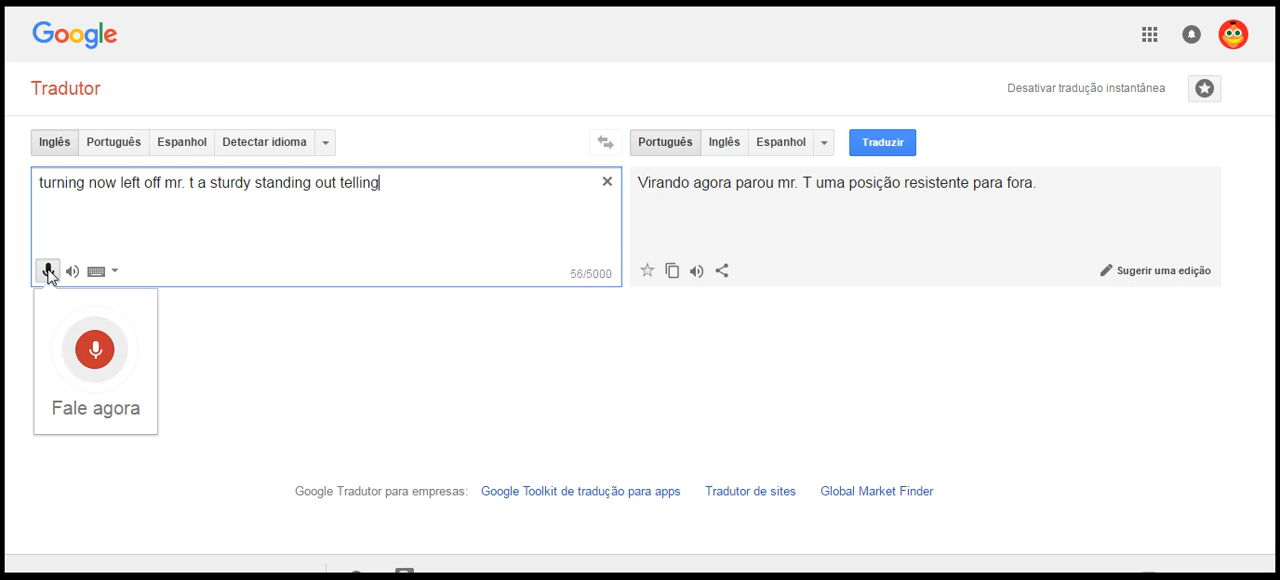 Google
Tradutor
Desativar tradução instantânea
Inglês Português Espanhol Detectar idioma
Português Inglês Espanhol Traduzir
turning now left off mr. t a sturdy standing out telling
Virando agora parou mr. T uma posição resistente para fora.
56/5000
Sugerir uma edição
Fale agora
Google Tradutor para empresas: Google Toolkit de tradução para apps Tradutor de sites Global Market Finder